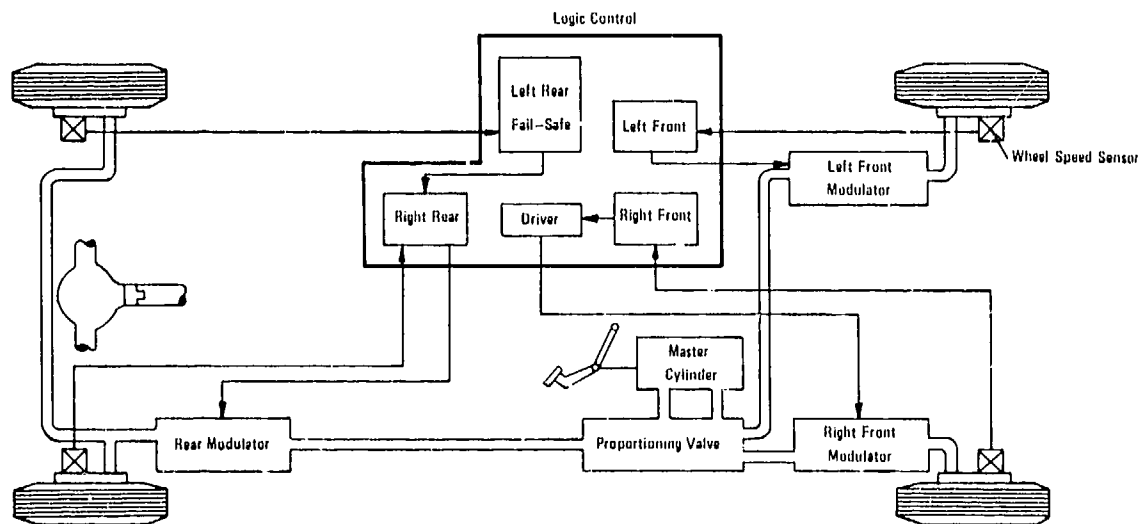 Logic Control
Left Rear
Fail-Safe
Left Front
Wheel Speed Sensor
Left Front
Modulator
Right Rear
Driver
Right Front
Master
Cylinder
Rear Modulator
Proportioning Valve
Right Front
Modulator